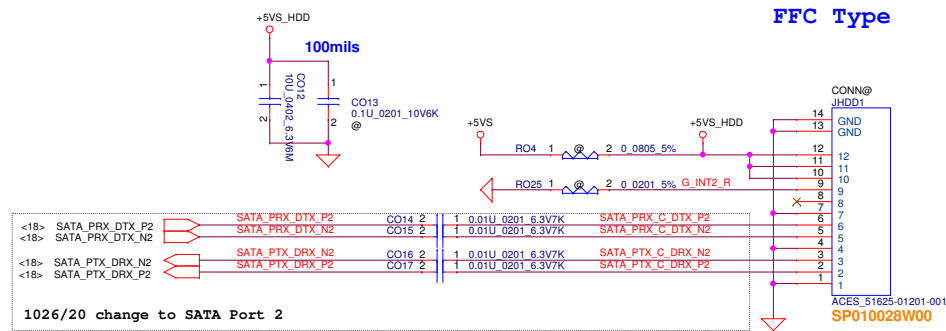 FFC Type
+5VS_HDD
100mils
1
2
CO12
10U_0402_6.3V6M
1
2
CO13
0.1U_0201_10V6K
@
+5VS
+5VS_HDD
CONN@
JHDD1
14 GND
13 GND
RO4 1 @ 2 0_0805_5%
12 12
11 11
10 10
RO25 1 @ 2 0_0201_5% G_INT2_R
9 9
8 8
7 7
<18> SATA_PRX_DTX_P2 SATA_PRX_DTX_P2 CO14 2 1 0.01U_0201_6.3V7K SATA_PRX_C_DTX_P2 6 6
<18> SATA_PRX_DTX_N2 SATA_PRX_DTX_N2 CO15 2 1 0.01U_0201_6.3V7K SATA_PRX_C_DTX_N2 5 5
4 4
<18> SATA_PTX_DRX_N2 SATA_PTX_DRX_N2 CO16 2 1 0.01U_0201_6.3V7K SATA_PTX_C_DRX_N2 3 3
<18> SATA_PTX_DRX_P2 SATA_PTX_DRX_P2 CO17 2 1 0.01U_0201_6.3V7K SATA_PTX_C_DRX_P2 2 2
1 1
ACES_51625-01201-001
SP010028W00
1026/20 change to SATA Port 2